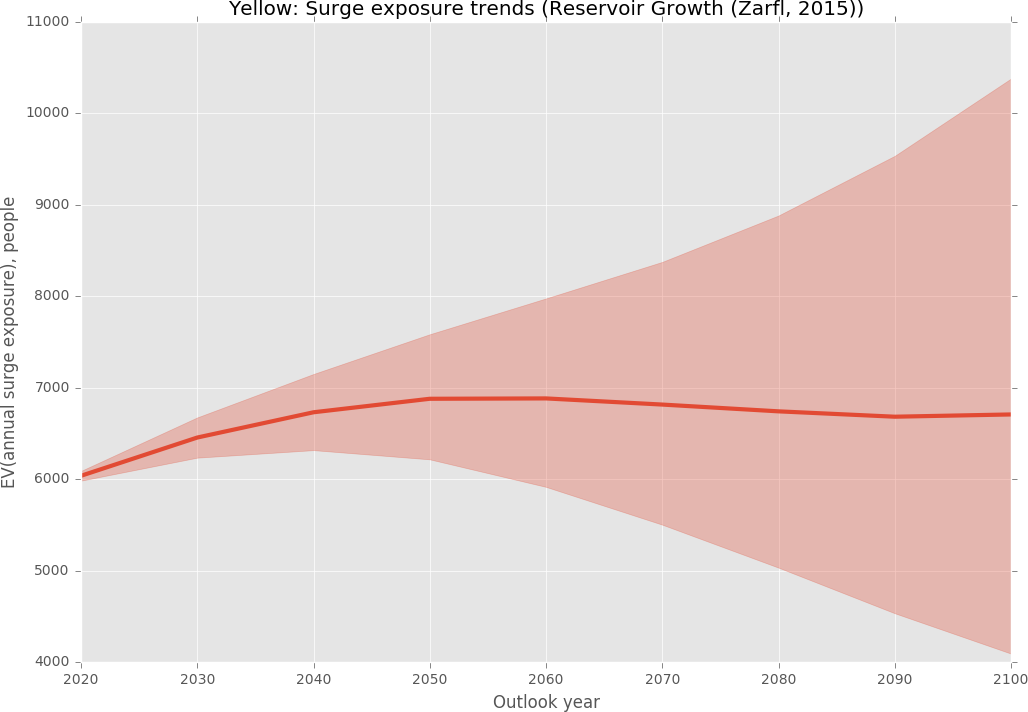 Yellow: Surge exposure trends (Reservoir Growth (Zarfl, 2015))
EV(annual surge exposure), people
11000
10000
9000
8000
7000
6000
5000
4000
2020 2030 2040 2050 2060 2070 2080 2090 2100
Outlook year